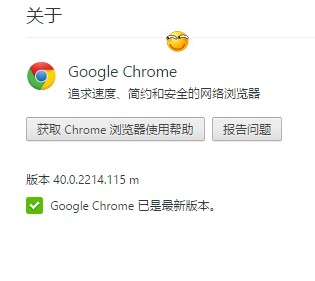 关于
Google Chrome
追求速度、简约和安全的网络浏览器
获取 Chrome 浏览器使用帮助 报告问题
版本 40.0.2214.115 m
Google Chrome 已是最新版本。